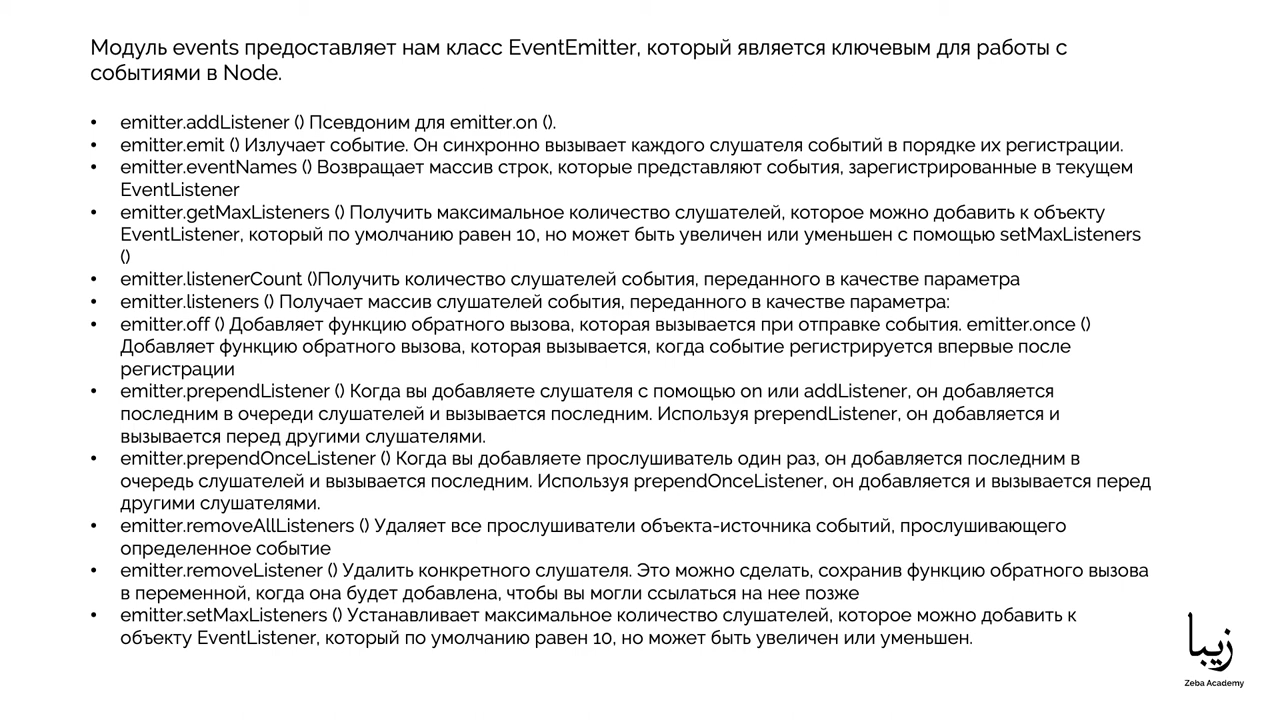 Модуль events предоставляет нам класс EventEmitter, который является ключевым для работы с
событиями в Node.
• emitter.addListener () Псевдоним для emitter.on ().
• emitter.emit () Излучает событие. Он синхронно вызывает каждого слушателя событий в порядке их регистрации.
• emitter.eventNames () Возвращает массив строк, которые представляют события, зарегистрированные в текущем
EventListener
• emitter.getMaxListeners () Получить максимальное количество слушателей, которое можно добавить к объекту
EventListener, который по умолчанию равен 10, но может быть увеличен или уменьшен с помощью setMaxListeners
()
• emitter.listenerCount ()Получить количество слушателей события, переданного в качестве параметра
• emitter.listeners () Получает массив слушателей события, переданного в качестве параметра:
• emitter.off () Добавляет функцию обратного вызова, которая вызывается при отправке события. emitter.once ()
Добавляет функцию обратного вызова, которая вызывается, когда событие регистрируется впервые после
регистрации
• emitter.prependListener () Когда вы добавляете слушателя с помощью on или addListener, он добавляется
последним в очереди слушателей и вызывается последним. Используя prependListener, он добавляется и
вызывается перед другими слушателями.
• emitter.prependOnceListener () Когда вы добавляете прослушиватель один раз, он добавляется последним в
очередь слушателей и вызывается последним. Используя prependOnceListener, он добавляется и вызывается перед
другими слушателями.
• emitter.removeAllListeners () Удаляет все прослушиватели объекта-источника событий, прослушивающего
определенное событие
• emitter.removeListener () Удалить конкретного слушателя. Это можно сделать, сохранив функцию обратного вызова
в переменной, когда она будет добавлена, чтобы вы могли ссылаться на нее позже
• emitter.setMaxListeners () Устанавливает максимальное количество слушателей, которое можно добавить к
объекту EventListener, который по умолчанию равен 10, но может быть увеличен или уменьшен.
زیبا
Zeba Academy